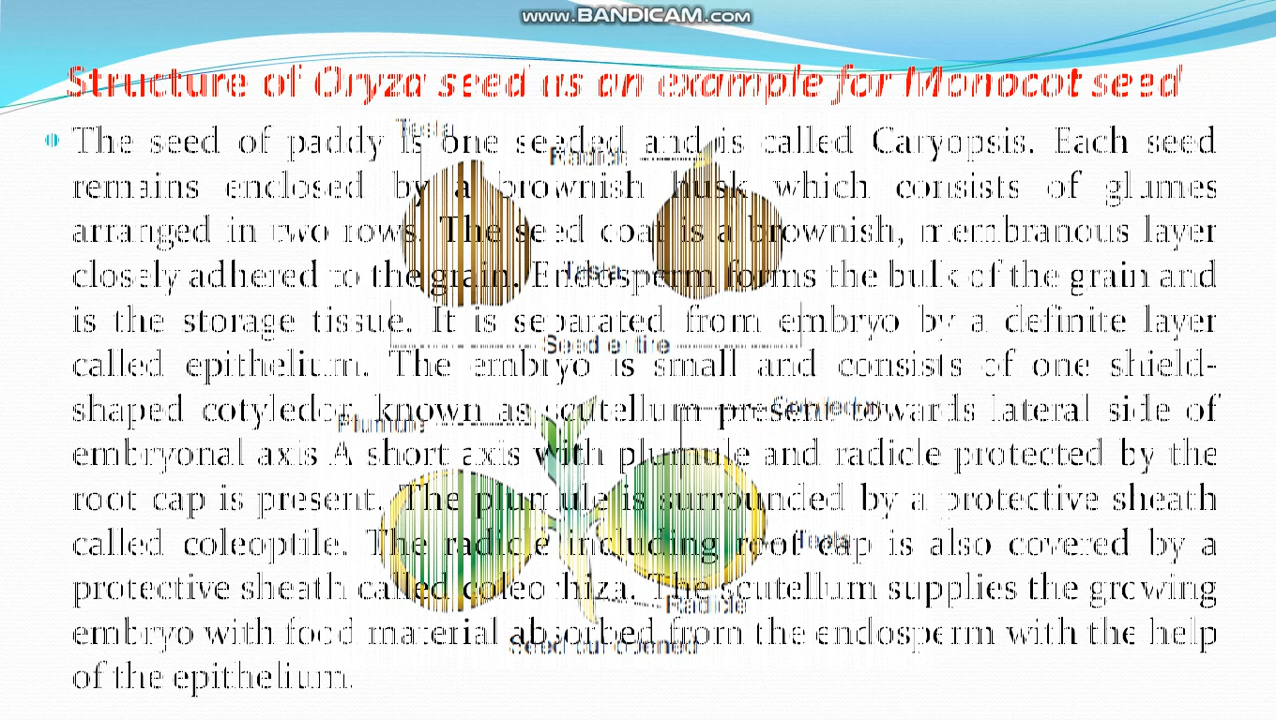 www.BANDICAM.com
Structure of Oryza seed as an example for Monocot seed
The seed of paddy is one seeded and is called Caryopsis. Each seed
remains enclosed by a brownish husk which consists of glumes
arranged in two rows. The seed coat is a brownish, membranous layer
closely adhered to the grain. Endosperm forms the bulk of the grain and
is the storage tissue. It is separated from embryo by a definite layer
called epithelium. The embryo is small and consists of one shield-
shaped cotyledon known as scutellum present towards lateral side of
embryonal axis A short axis with plumule and radicle protected by the
root cap is present. The plumule is surrounded by a protective sheath
called coleoptile. The radicle including root cap is also covered by a
protective sheath called coleorhiza. The scutellum supplies the growing
embryo with food material absorbed from the endosperm with the help
of the epithelium.
Testa
Radicle
Testa
Seed entire
Plumule
Cotyledon
Testa
Radicle
Seed cut opened